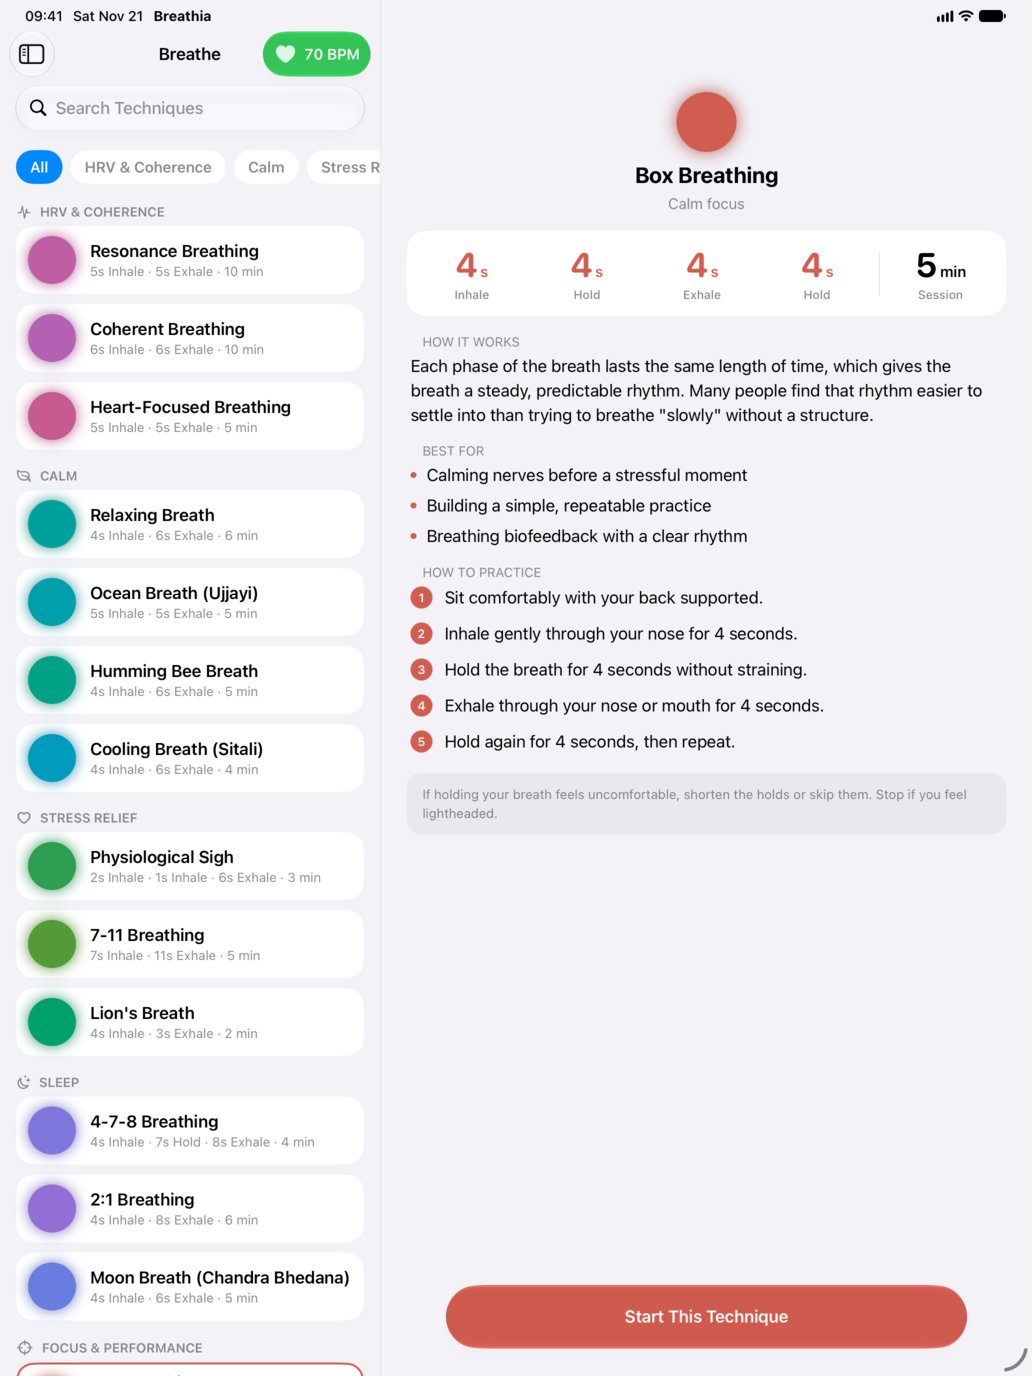 09:41 Sat Nov 21 Breathia
Breathe
70 BPM
Search Techniques
All
HRV & Coherence
Calm
Stress R
HRV & COHERENCE
Resonance Breathing
5s Inhale · 5s Exhale · 10 min
Coherent Breathing
6s Inhale · 6s Exhale · 10 min
Heart-Focused Breathing
5s Inhale · 5s Exhale · 5 min
CALM
Relaxing Breath
4s Inhale · 6s Exhale · 6 min
Ocean Breath (Ujjayi)
5s Inhale · 5s Exhale · 5 min
Humming Bee Breath
4s Inhale · 6s Exhale · 5 min
Cooling Breath (Sitali)
4s Inhale · 6s Exhale · 4 min
STRESS RELIEF
Physiological Sigh
2s Inhale · 1s Inhale · 6s Exhale · 3 min
7-11 Breathing
7s Inhale · 11s Exhale · 5 min
Lion's Breath
4s Inhale · 3s Exhale · 2 min
SLEEP
4-7-8 Breathing
4s Inhale · 7s Hold · 8s Exhale · 4 min
2:1 Breathing
4s Inhale · 8s Exhale · 6 min
Moon Breath (Chandra Bhedana)
4s Inhale · 6s Exhale · 5 min
FOCUS & PERFORMANCE
Box Breathing
Calm focus
4 s
Inhale
4 s
Hold
4 s
Exhale
4 s
Hold
5 min
Session
HOW IT WORKS
Each phase of the breath lasts the same length of time, which gives the
breath a steady, predictable rhythm. Many people find that rhythm easier to
settle into than trying to breathe "slowly" without a structure.
BEST FOR
• Calming nerves before a stressful moment
• Building a simple, repeatable practice
• Breathing biofeedback with a clear rhythm
HOW TO PRACTICE
1 Sit comfortably with your back supported.
2 Inhale gently through your nose for 4 seconds.
3 Hold the breath for 4 seconds without straining.
4 Exhale through your nose or mouth for 4 seconds.
5 Hold again for 4 seconds, then repeat.
If holding your breath feels uncomfortable, shorten the holds or skip them. Stop if you feel
lightheaded.
Start This Technique